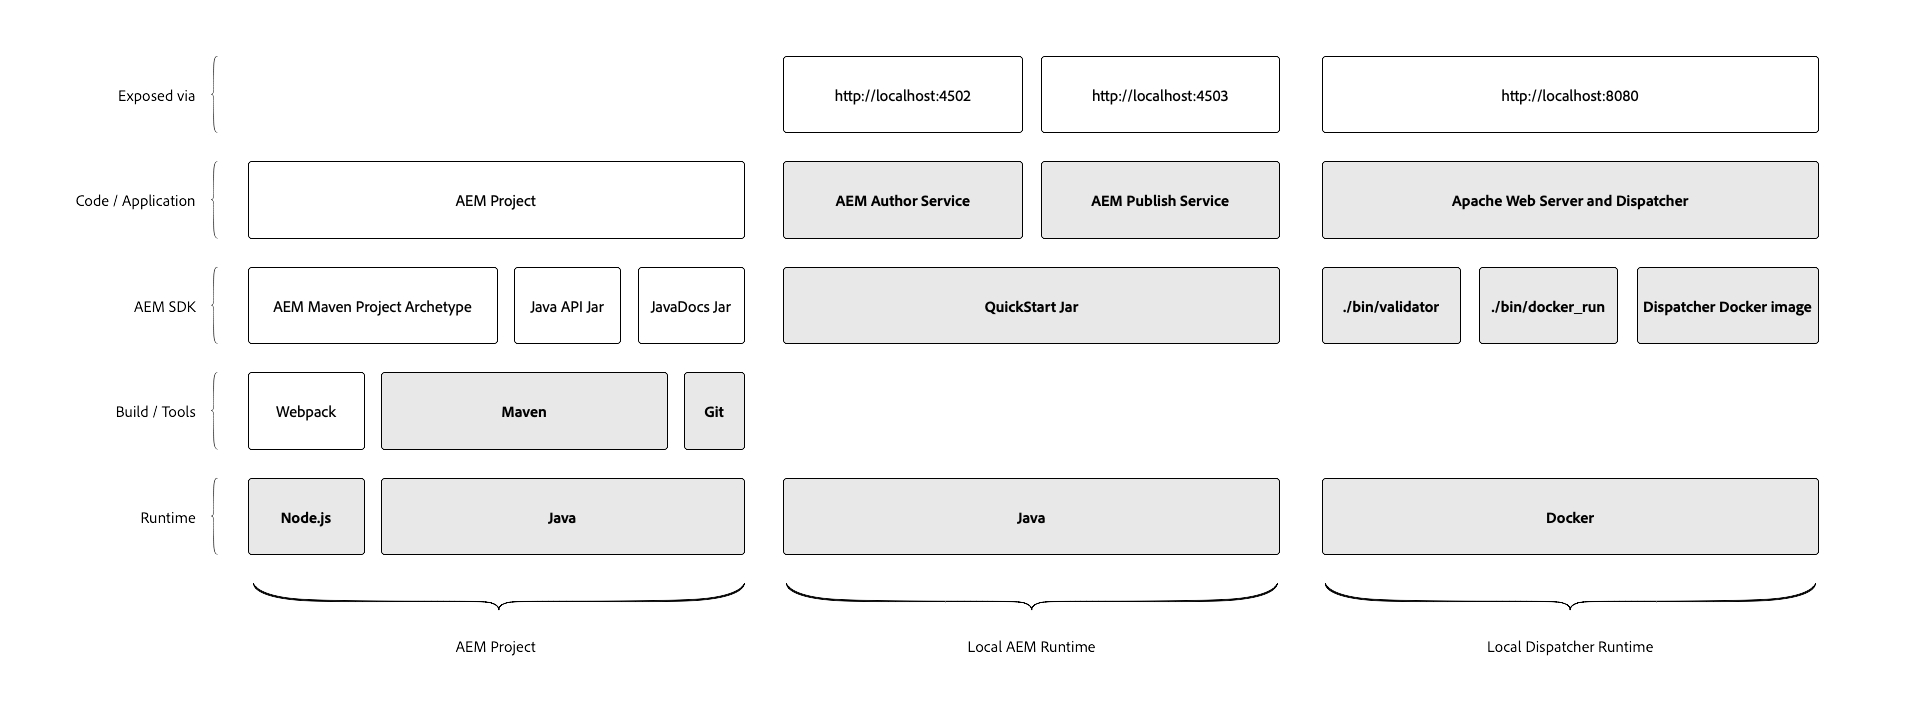 Exposed via
http://localhost:4502
http://localhost:4503
http://localhost:8080
Code / Application
AEM Project
AEM Author Service
AEM Publish Service
Apache Web Server and Dispatcher
AEM SDK
AEM Maven Project Archetype
Java API Jar
JavaDocs Jar
QuickStart Jar
./bin/validator
./bin/docker_run
Dispatcher Docker image
Build / Tools
Webpack
Maven
Git
Runtime
Node.js
Java
Java
Docker
AEM Project
Local AEM Runtime
Local Dispatcher Runtime